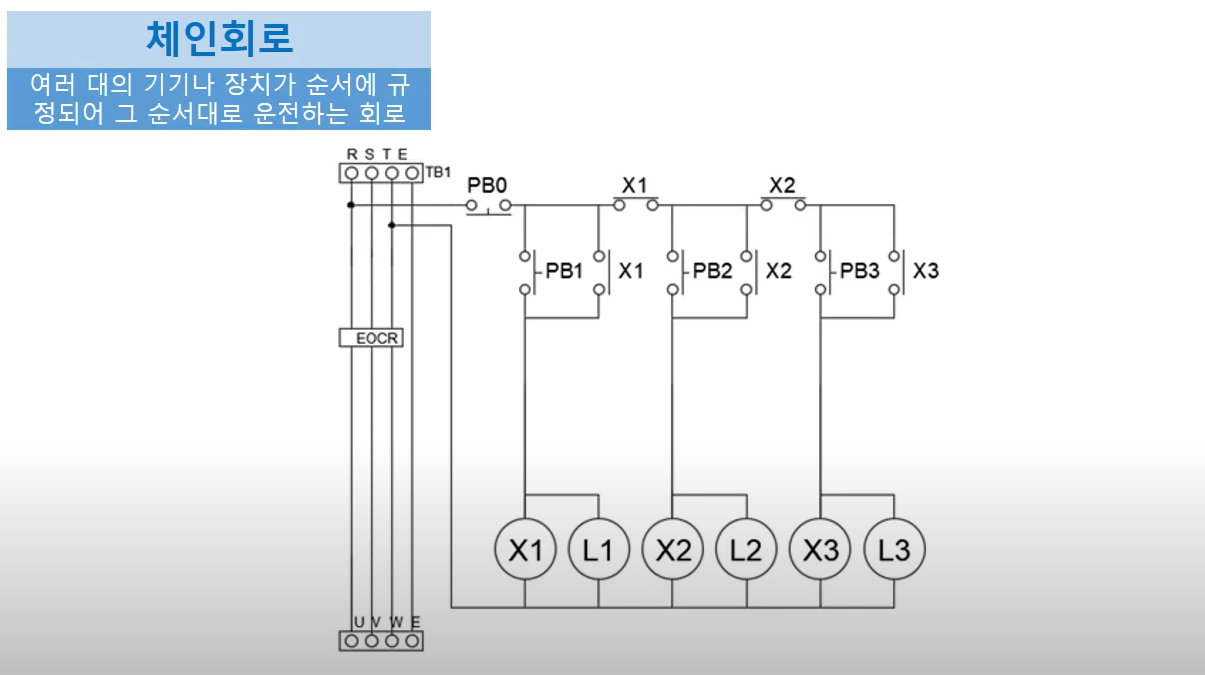 체인회로
여러 대의 기기나 장치가 순서에 규
정되어 그 순서대로 운전하는 회로
R S T E
TB1
PB0
X1
X2
PB1
X1
PB2
X2
PB3
X3
EOCR
X1
L1
X2
L2
X3
L3
U V W E